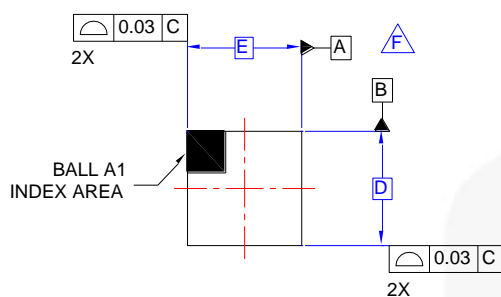 ⌓ 0.03 C
2X
E
A
F
B
BALL A1
INDEX AREA
D
⌓ 0.03 C
2X